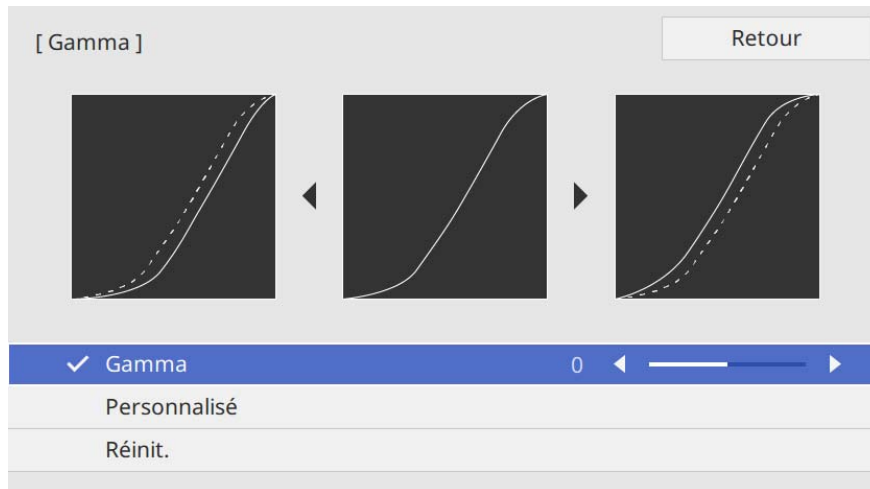 [ Gamma ]
Retour
Gamma 0
Personnalisé
Réinit.